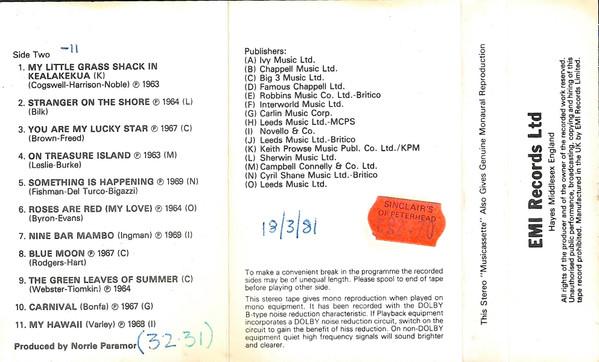 Side Two -11
1. MY LITTLE GRASS SHACK IN
KEALAKEKUA (K)
(Cogswell-Harrison-Noble) ℗ 1963
2. STRANGER ON THE SHORE ℗ 1964 (L)
(Bilk)
3. YOU ARE MY LUCKY STAR ℗ 1967 (C)
(Brown-Freed)
4. ON TREASURE ISLAND ℗ 1963 (M)
(Leslie-Burke)
5. SOMETHING IS HAPPENING ℗ 1969 (N)
(Fishman-Del Turco-Bigazzi)
6. ROSES ARE RED (MY LOVE) ℗ 1964 (O)
(Byron-Evans)
7. NINE BAR MAMBO (Ingman) ℗ 1969 (I)
8. BLUE MOON ℗ 1967 (C)
(Rodgers-Hart)
9. THE GREEN LEAVES OF SUMMER (C)
(Webster-Tiomkin) ℗ 1964
10. CARNIVAL (Bonfa) ℗ 1967 (G)
11. MY HAWAII (Varley) ℗ 1968 (I)
Produced by Norrie Paramor (32.31)
Publishers:
(A) Ivy Music Ltd.
(B) Chappell Music Ltd.
(C) Big 3 Music Ltd.
(D) Famous Chappell Ltd.
(E) Robbins Music Co. Ltd.-Britico
(F) Interworld Music Ltd.
(G) Carlin Music Corp.
(H) Leeds Music Ltd.-MCPS
(I) Novello & Co.
(J) Leeds Music Ltd.-Britico
(K) Keith Prowse Music Publ. Co. Ltd./KPM
(L) Sherwin Music Ltd.
(M) Campbell Connelly & Co. Ltd.
(N) Cyril Shane Music Ltd.-Britico
(O) Leeds Music Ltd.
18/3/81
SINCLAIR'S
OF PETERHEAD
To make a convenient break in the programme the recorded
sides may be of unequal length. Please spool to end of tape
before playing other side.
This stereo tape gives mono reproduction when played on
mono equipment. It has been recorded with the DOLBY
B-type noise reduction characteristic. If Playback equipment
incorporates a DOLBY noise reduction circuit, switch on the
circuit to gain the benefit of hiss reduction. On non-DOLBY
equipment quiet high frequency signals will sound brighter
and clearer.
This Stereo "Musicassette" Also Gives Genuine Monaural Reproduction
EMI Records Ltd
Hayes Middlesex England
All rights of the producer and of the owner of the recorded work reserved.
Unauthorised public performance, broadcasting, copying and hiring of this
tape record prohibited. Manufactured in the UK by EMI Records Limited.